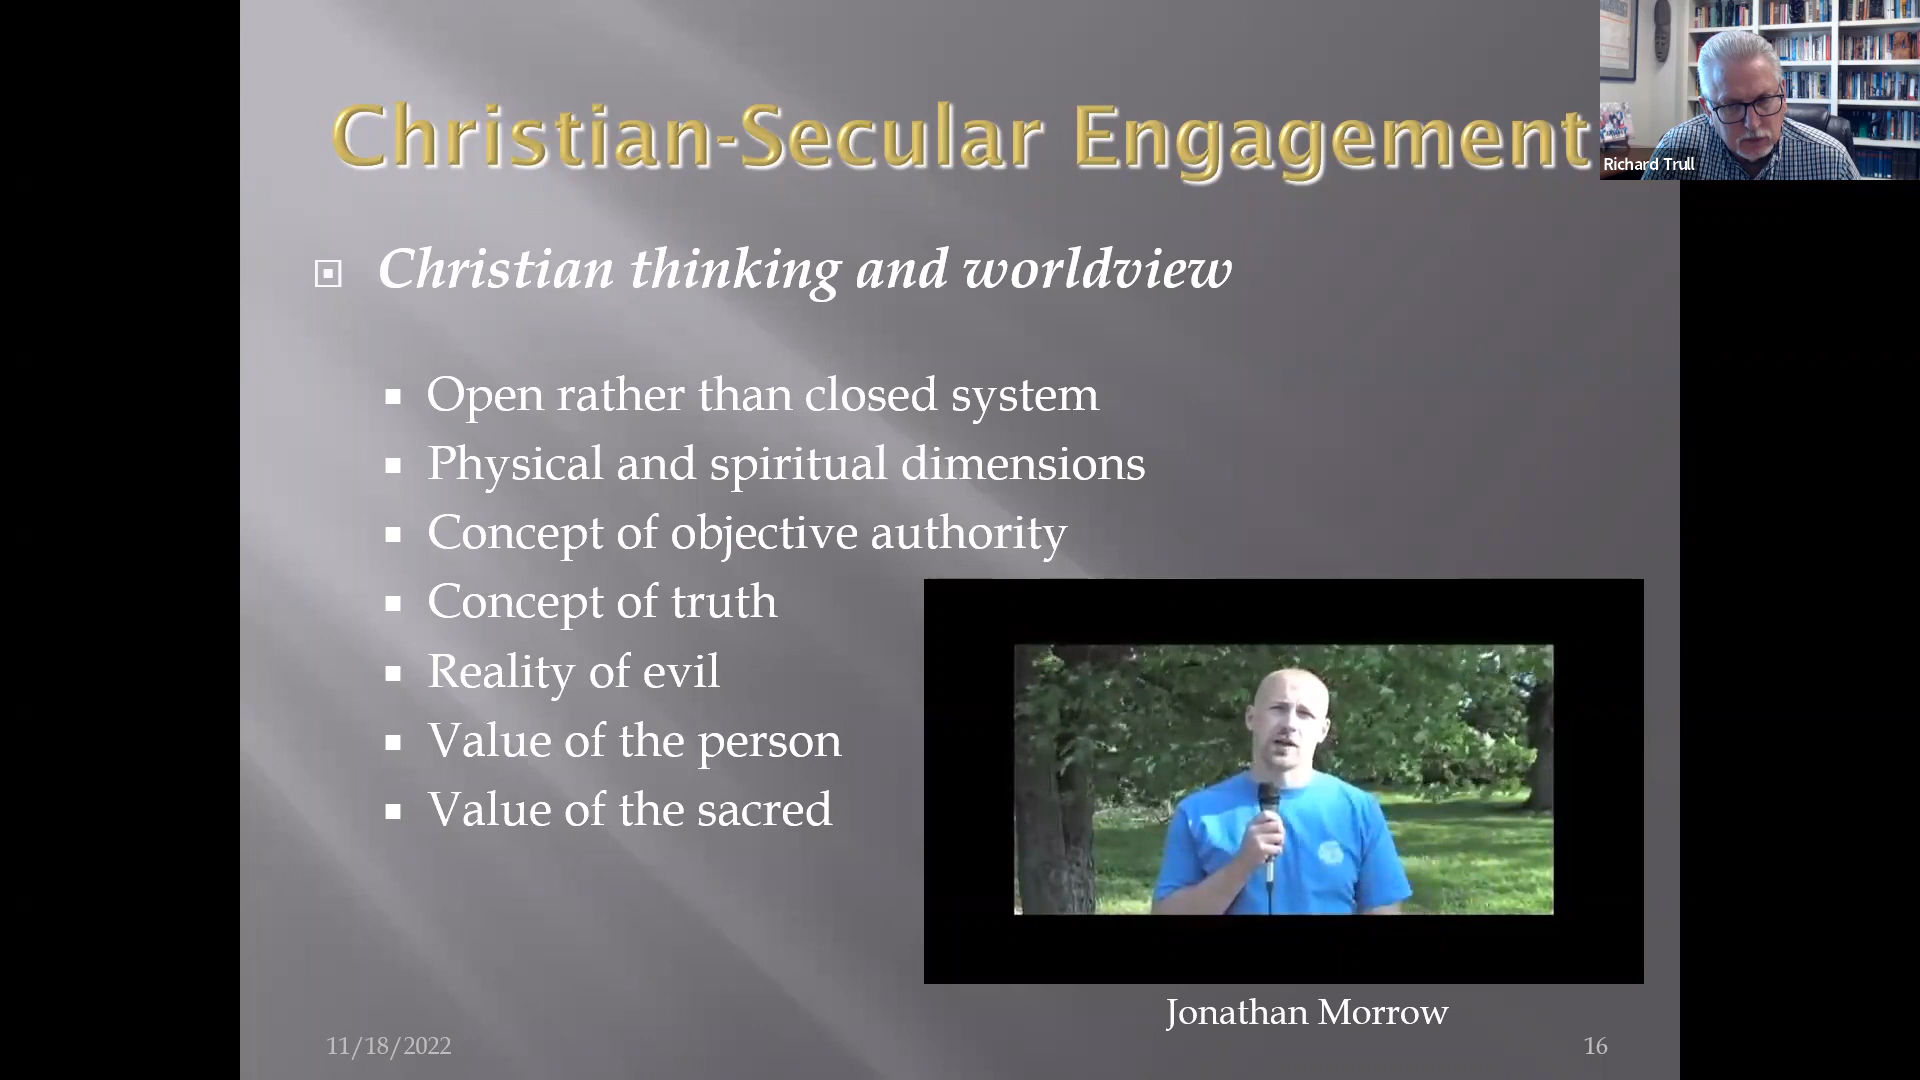 Christian-Secular Engagement
Richard Trull
Christian thinking and worldview
Open rather than closed system
Physical and spiritual dimensions
Concept of objective authority
Concept of truth
Reality of evil
Value of the person
Value of the sacred
Jonathan Morrow
11/18/2022
16